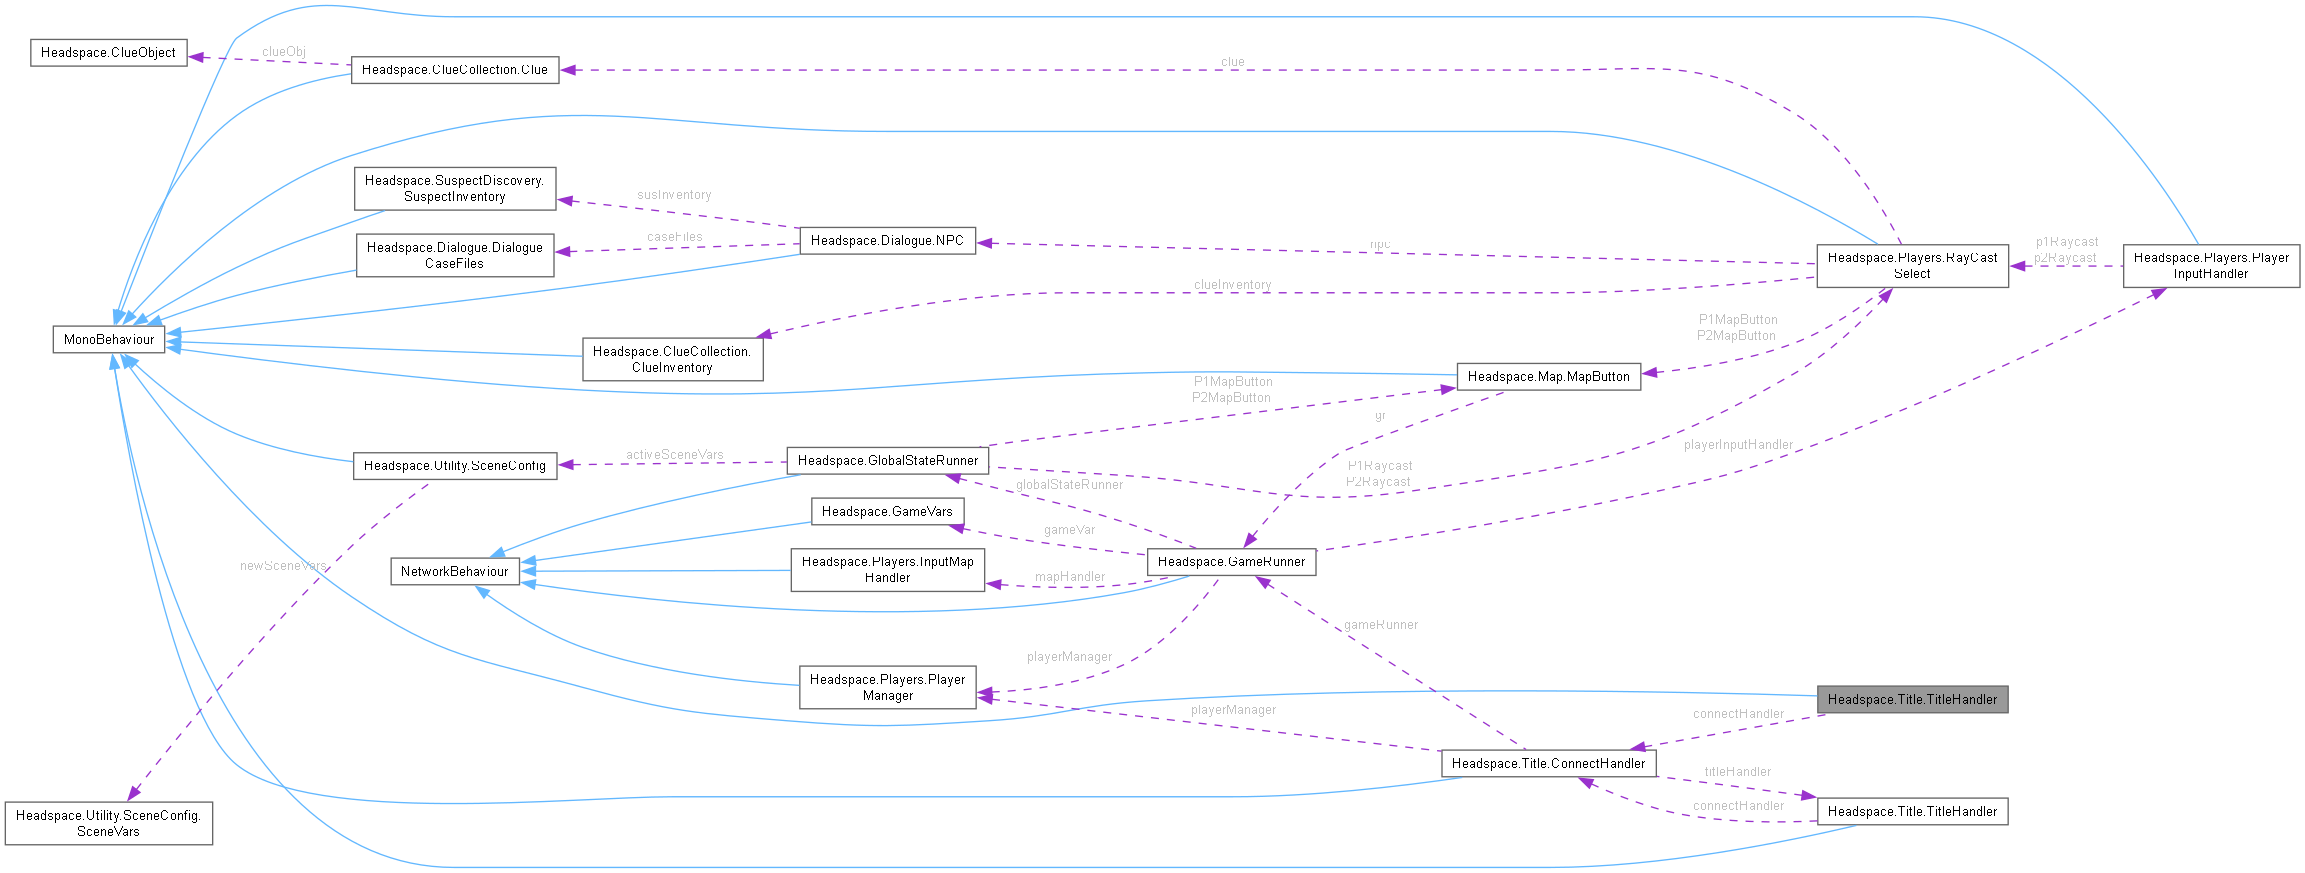 Headspace.ClueObject
clueObj
Headspace.ClueCollection.Clue
clue
Headspace.SuspectDiscovery.
SuspectInventory
susInventory
caseFiles
Headspace.Dialogue.Dialogue
CaseFiles
Headspace.Dialogue.NPC
npc
Headspace.Players.RayCast
Select
p1Raycast
p2Raycast
Headspace.Players.Player
InputHandler
clueInventory
MonoBehaviour
Headspace.ClueCollection.
ClueInventory
P1MapButton
P2MapButton
Headspace.Map.MapButton
P1MapButton
P2MapButton
gr
playerInputHandler
Headspace.Utility.SceneConfig
activeSceneVars
Headspace.GlobalStateRunner
P1Raycast
P2Raycast
globalStateRunner
Headspace.GameVars
gameVar
newSceneVars
NetworkBehaviour
Headspace.Players.InputMap
Handler
mapHandler
Headspace.GameRunner
gameRunner
playerManager
Headspace.Players.Player
Manager
playerManager
Headspace.Title.TitleHandler
connectHandler
Headspace.Title.ConnectHandler
titleHandler
connectHandler
Headspace.Title.TitleHandler
Headspace.Utility.SceneConfig.
SceneVars